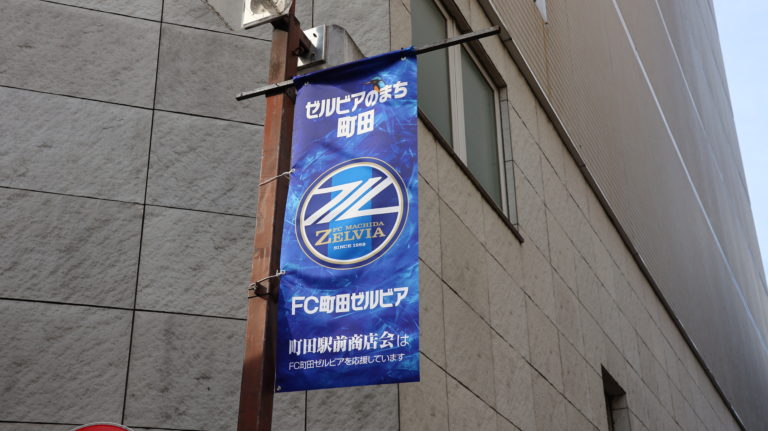 ゼルビアのまち
町田
FC MACHIDA
ZELVIA
SINCE 1989
FC町田ゼルビア
町田駅前商店会は
FC町田ゼルビアを応援しています